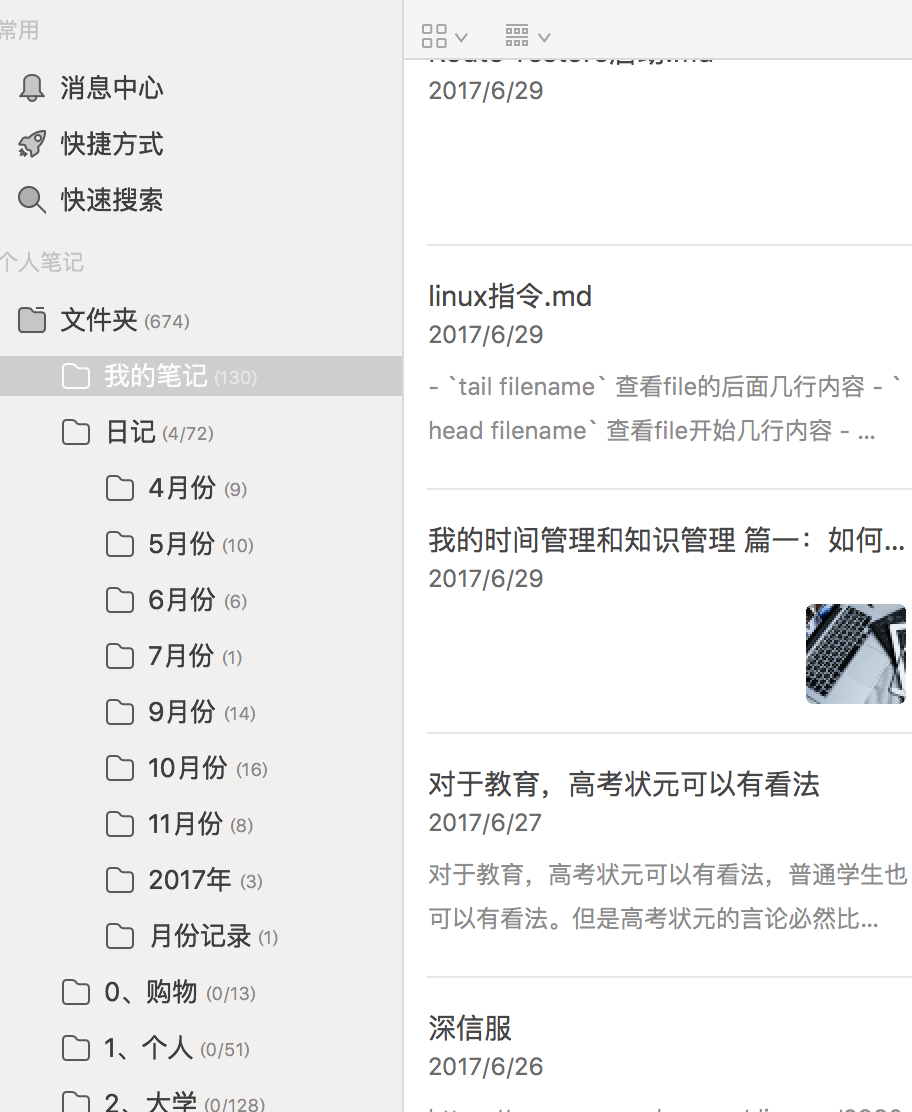 常用
消息中心
快捷方式
快速搜索
个人笔记
文件夹 (674)
我的笔记 (130)
日记 (4/72)
4月份 (9)
5月份 (10)
6月份 (6)
7月份 (1)
9月份 (14)
10月份 (16)
11月份 (8)
2017年 (3)
月份记录 (1)
0、购物 (0/13)
1、个人 (0/51)
2、大学 (0/128)
2017/6/29
linux指令.md
2017/6/29
- `tail filename` 查看file的后面几行内容 - `
head filename` 查看file开始几行内容 - ...
我的时间管理和知识管理 篇一：如何...
2017/6/29
对于教育，高考状元可以有看法
2017/6/27
对于教育，高考状元可以有看法，普通学生也
可以有看法。但是高考状元的言论必然比...
深信服
2017/6/26